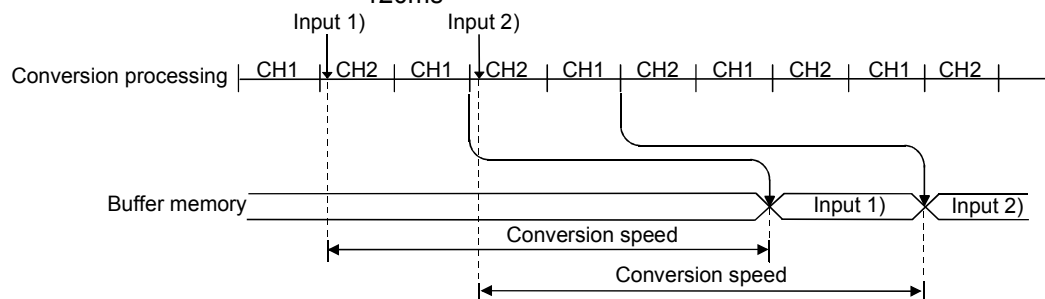 Input 1) Input 2)
Conversion processing CH1 CH2 CH1 CH2 CH1 CH2 CH1 CH2 CH1 CH2
Buffer memory Input 1) Input 2)
Conversion speed
Conversion speed